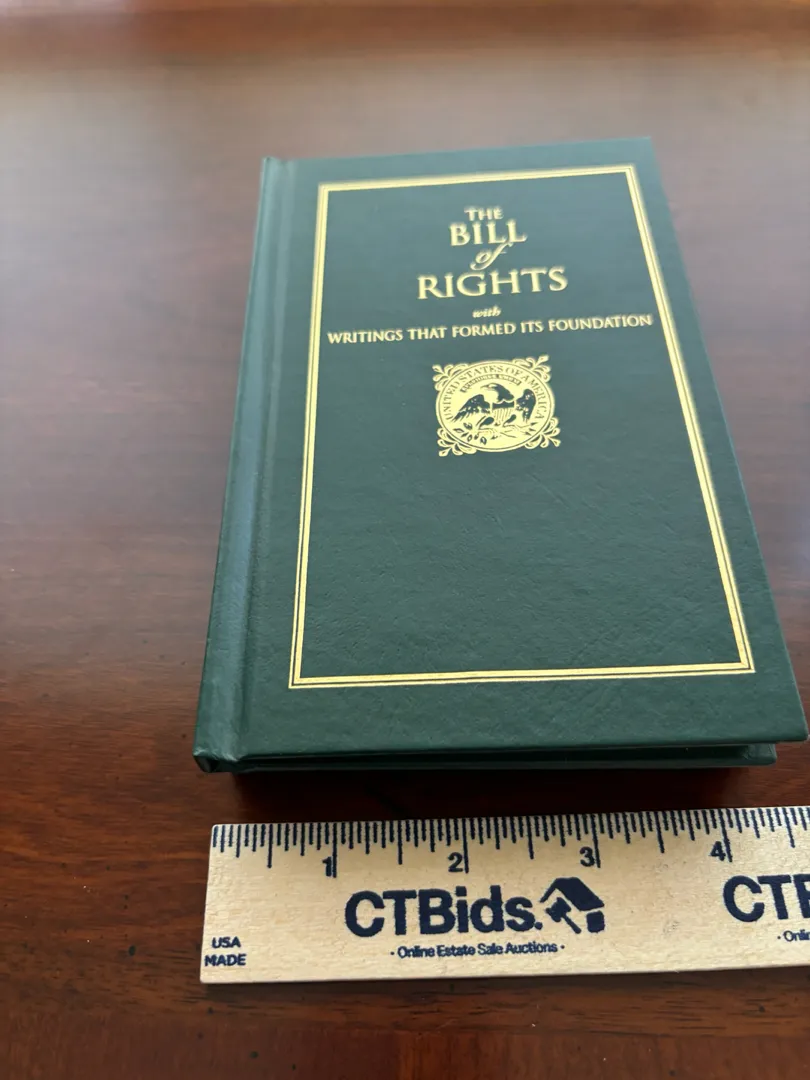 THE
BILL
of
RIGHTS
with
WRITINGS THAT FORMED ITS FOUNDATION
UNITED STATES OF AMERICA
1 2 3 4
CTBids.
· Online Estate Sale Auctions ·
USA
MADE